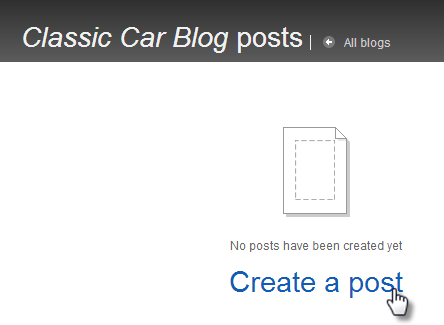 Classic Car Blog posts | All blogs
No posts have been created yet
Create a post